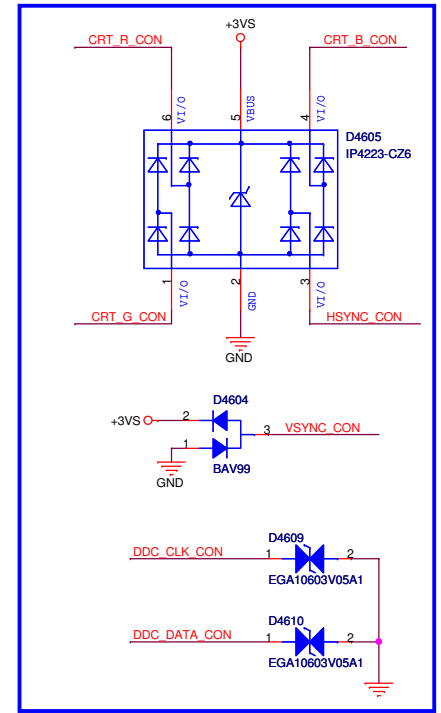 +3VS
CRT_R_CON
CRT_B_CON
6
VI/O
5
VBUS
4
VI/O
D4605
IP4223-CZ6
1
VI/O
2
GND
3
VI/O
CRT_G_CON
HSYNC_CON
GND
D4604
+3VS
2
3
VSYNC_CON
1
BAV99
GND
D4609
DDC_CLK_CON
1
2
EGA10603V05A1
D4610
DDC_DATA_CON
1
2
EGA10603V05A1